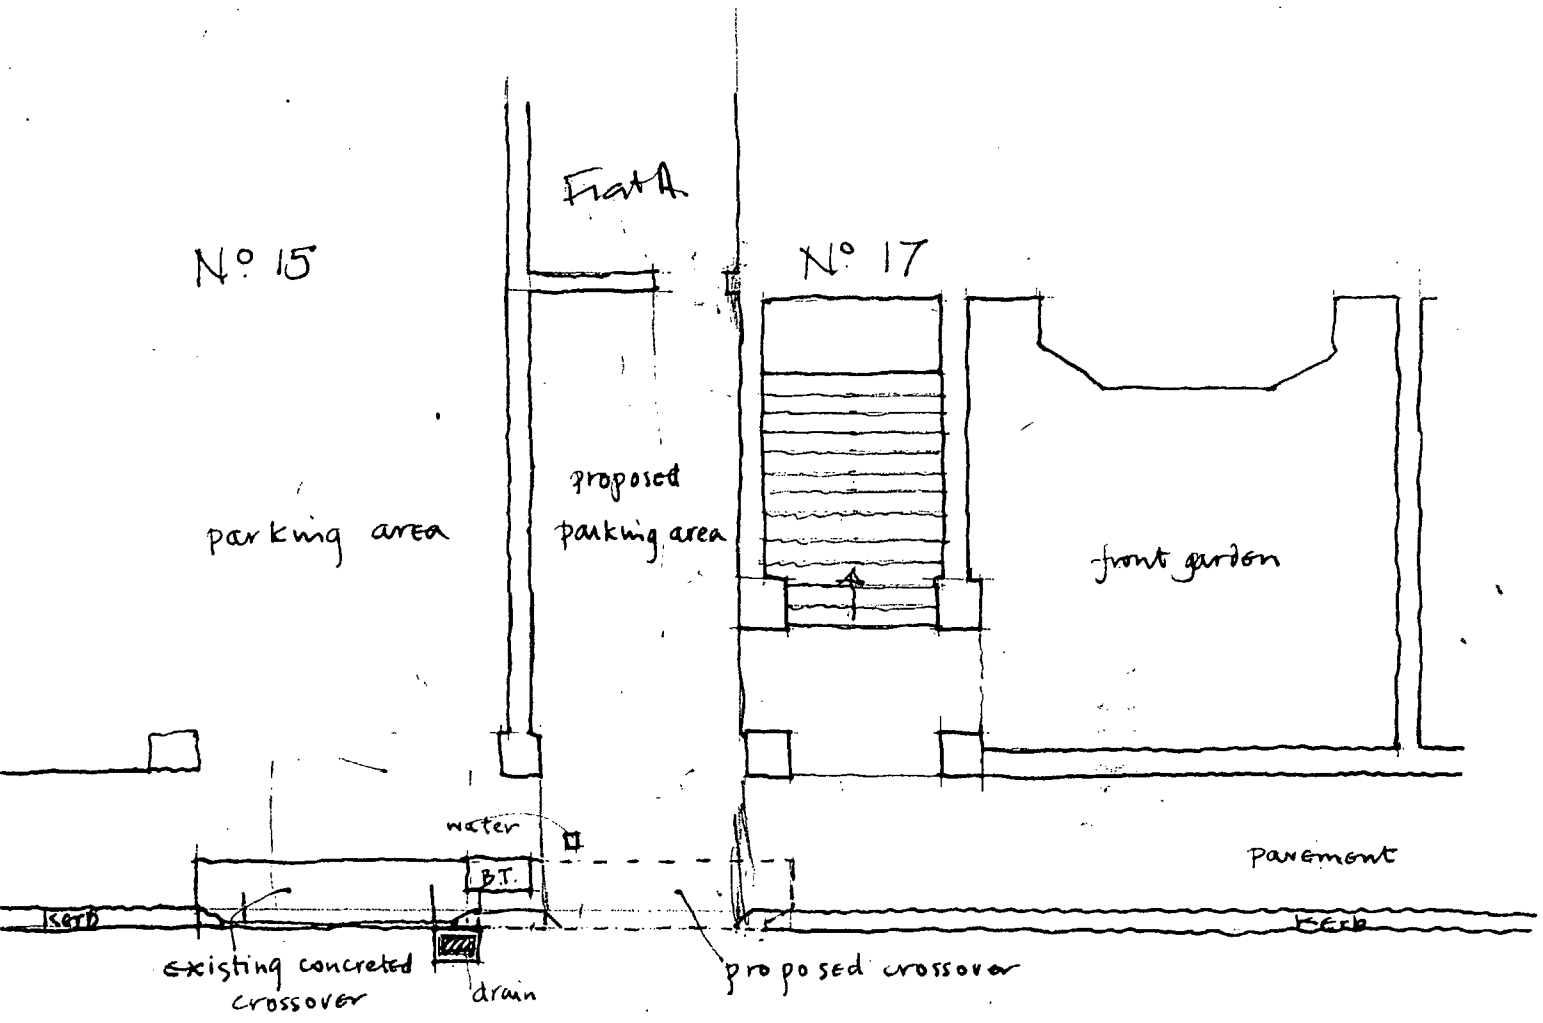 Flat A
Nº 15
Nº 17
proposed
parking area
parking area
front garden
water
pavement
B.T.
kerb
existing concreted
crossover
drain
proposed crossover